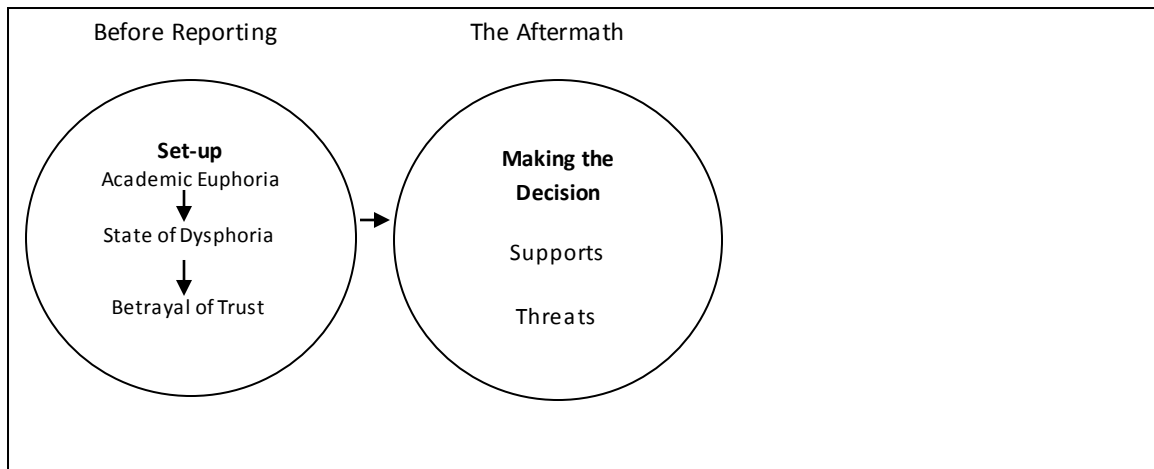 Before Reporting
The Aftermath
Set-up
Academic Euphoria
State of Dysphoria
Betrayal of Trust
Making the
Decision
Supports
Threats